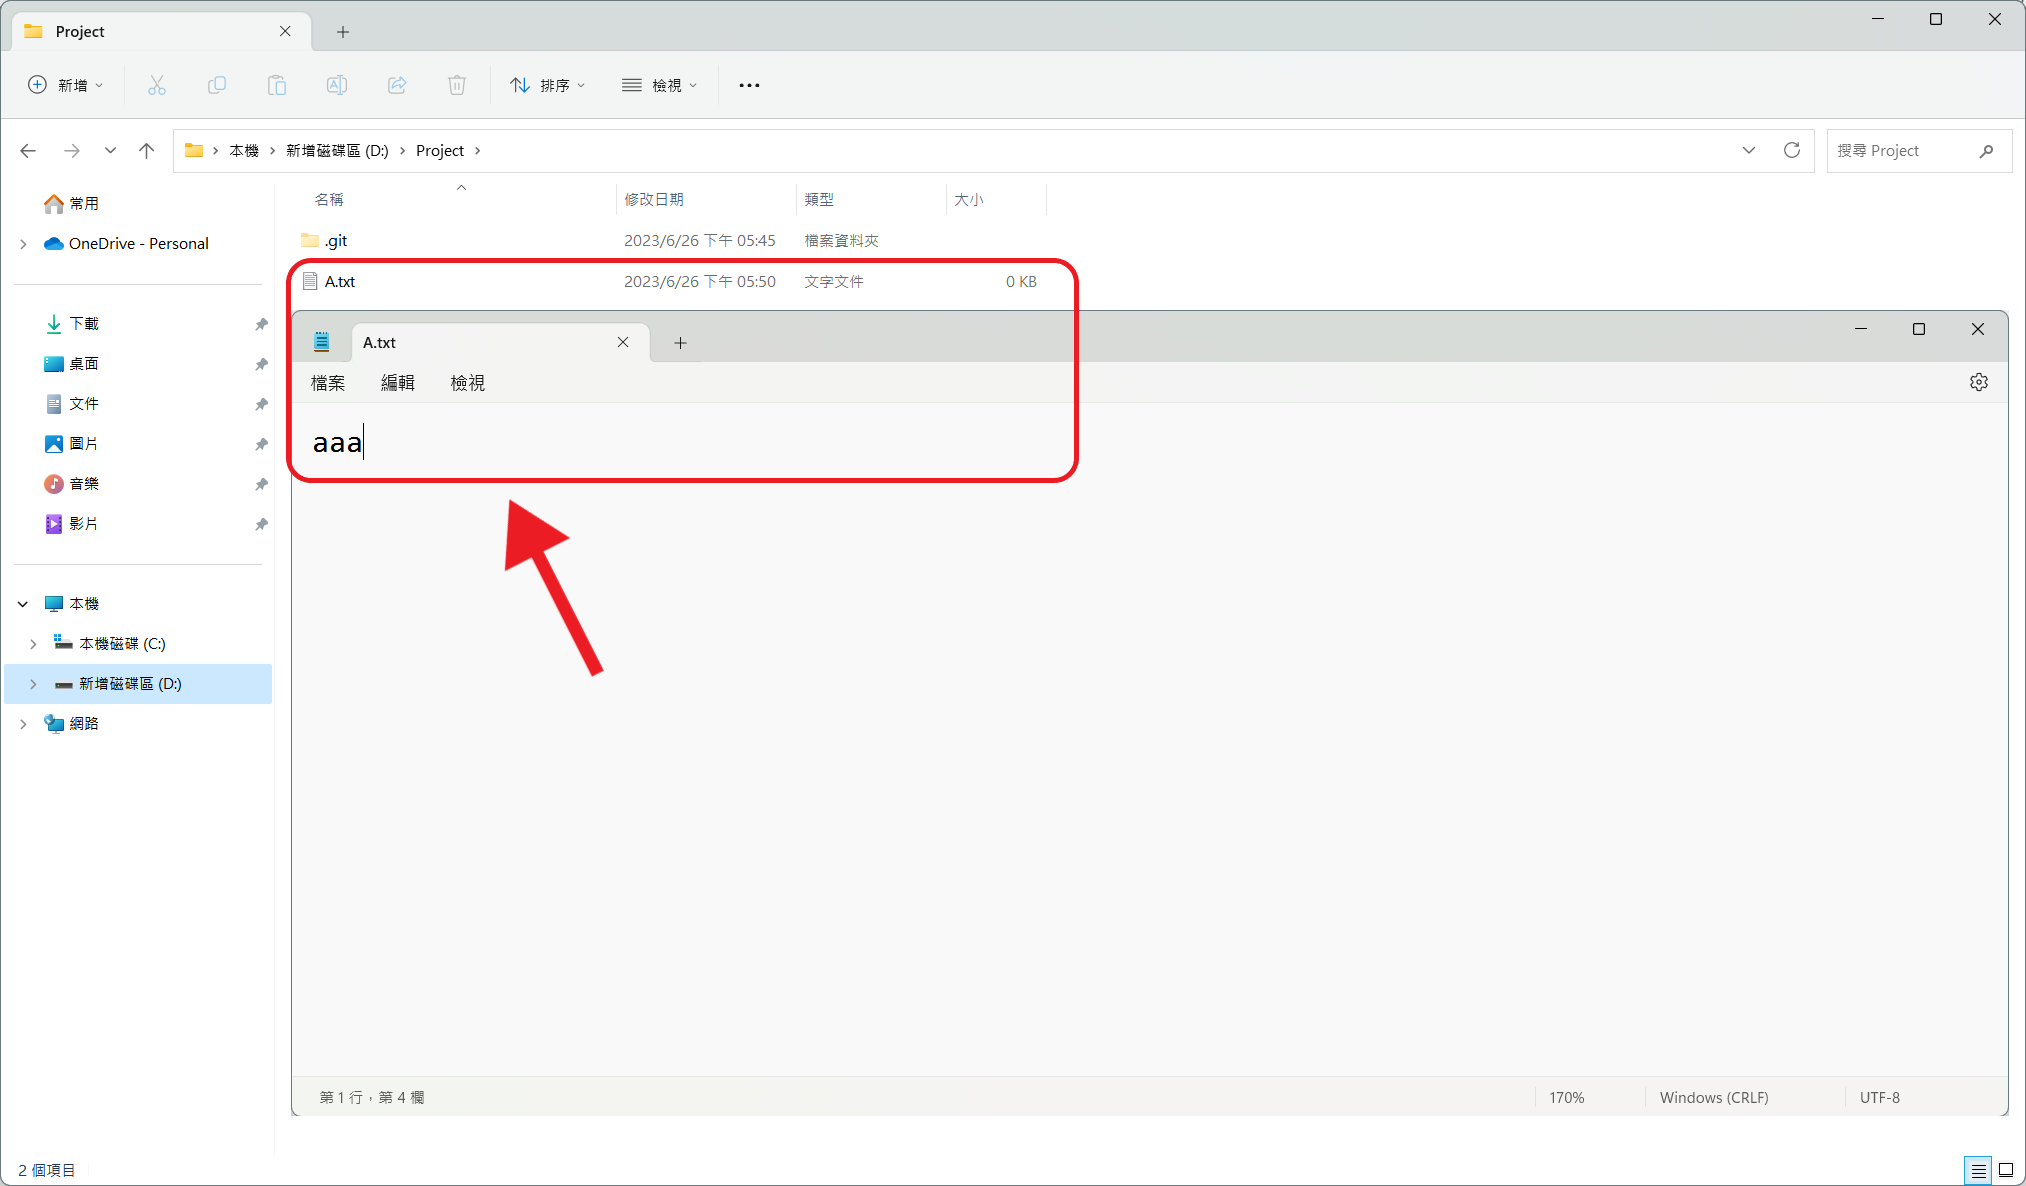 Project
新增
排序
檢視
本機 新增磁碟區 (D:) Project
搜尋 Project
名稱 修改日期 類型 大小
.git 2023/6/26 下午 05:45 檔案資料夾
A.txt 2023/6/26 下午 05:50 文字文件 0 KB
常用
OneDrive - Personal
下載
桌面
文件
圖片
音樂
影片
本機
本機磁碟 (C:)
新增磁碟區 (D:)
網路
A.txt
檔案 編輯 檢視
aaa
第 1 行，第 4 欄 170% Windows (CRLF) UTF-8
2 個項目